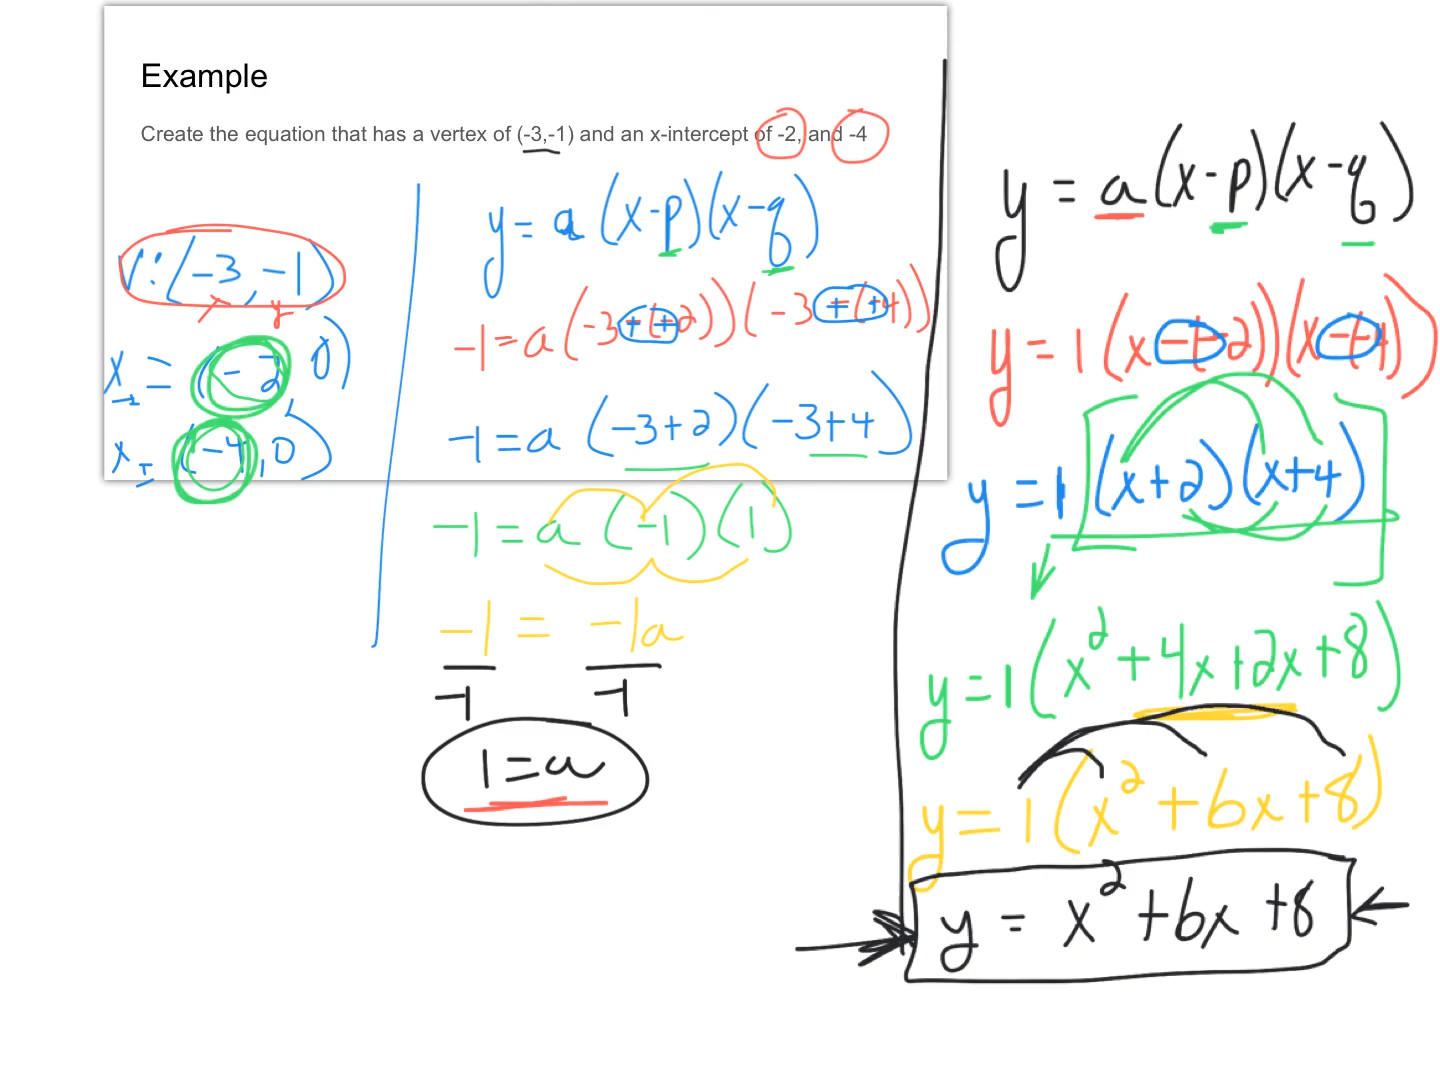 Example
Create the equation that has a vertex of (-3,-1) and an x-intercept of -2, and -4
V: (-3, -1)
x y
x = (-2, 0)
x = (-4, 0)
y = a (x-p)(x-q)
-1 = a (-3+(+2))(-3+(+4))
-1 = a (-3+2)(-3+4)
-1 = a (-1)(1)
-1 = -1a
-1 -1
1 = a
y = a(x-p)(x-q)
y = 1(x-(-2))(x-(-4))
y = 1[(x+2)(x+4)]
y = 1(x²+4x+2x+8)
y = 1(x²+6x+8)
y = x²+6x+8